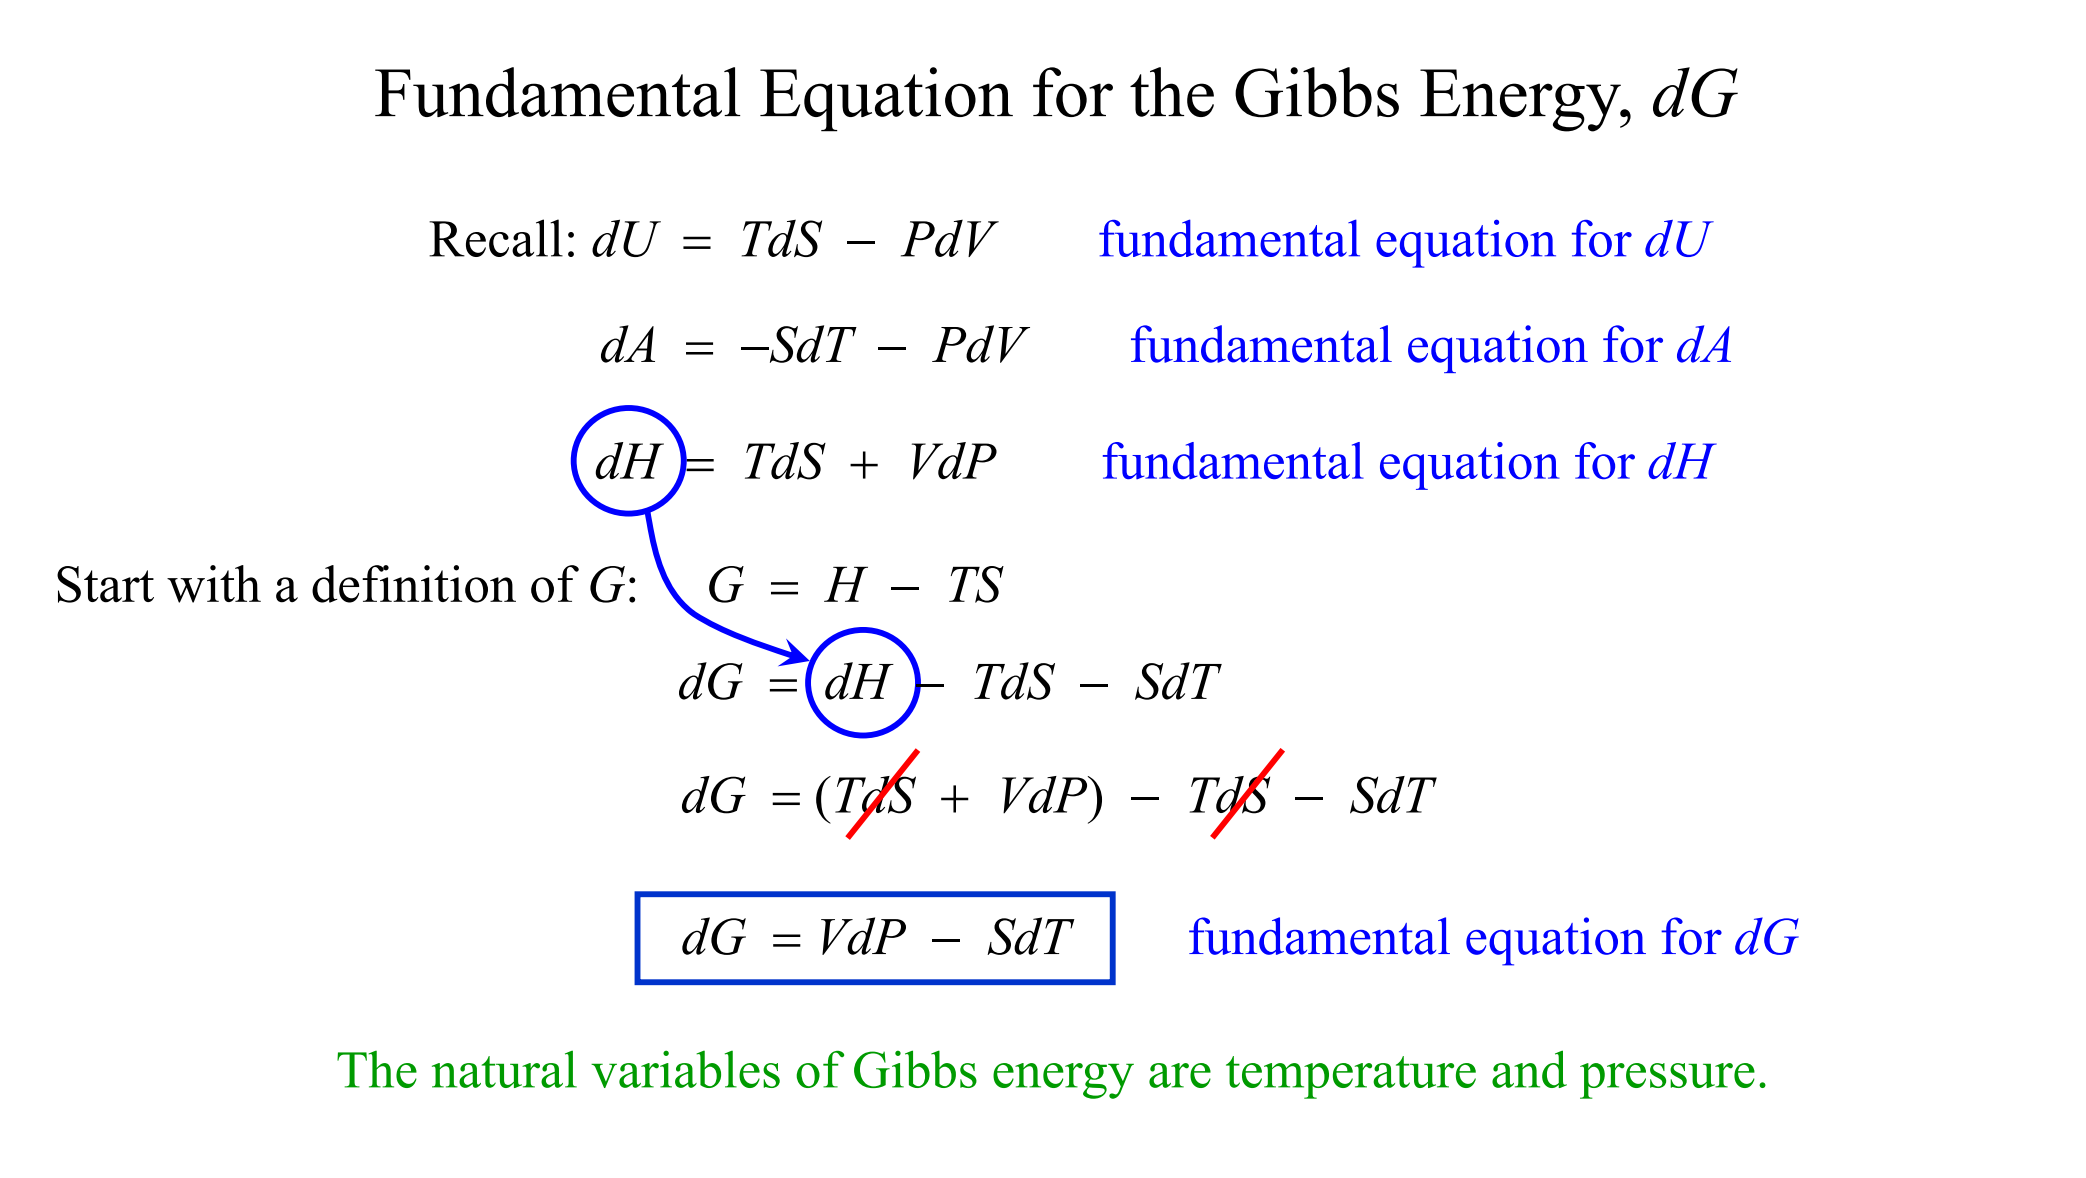 Fundamental Equation for the Gibbs Energy, dG
Recall: dU = TdS – PdV fundamental equation for dU
dA = –SdT – PdV fundamental equation for dA
dH = TdS + VdP fundamental equation for dH
Start with a definition of G: G = H – TS
dG = dH – TdS – SdT
dG = (TdS + VdP) – TdS – SdT
dG = VdP – SdT fundamental equation for dG
The natural variables of Gibbs energy are temperature and pressure.